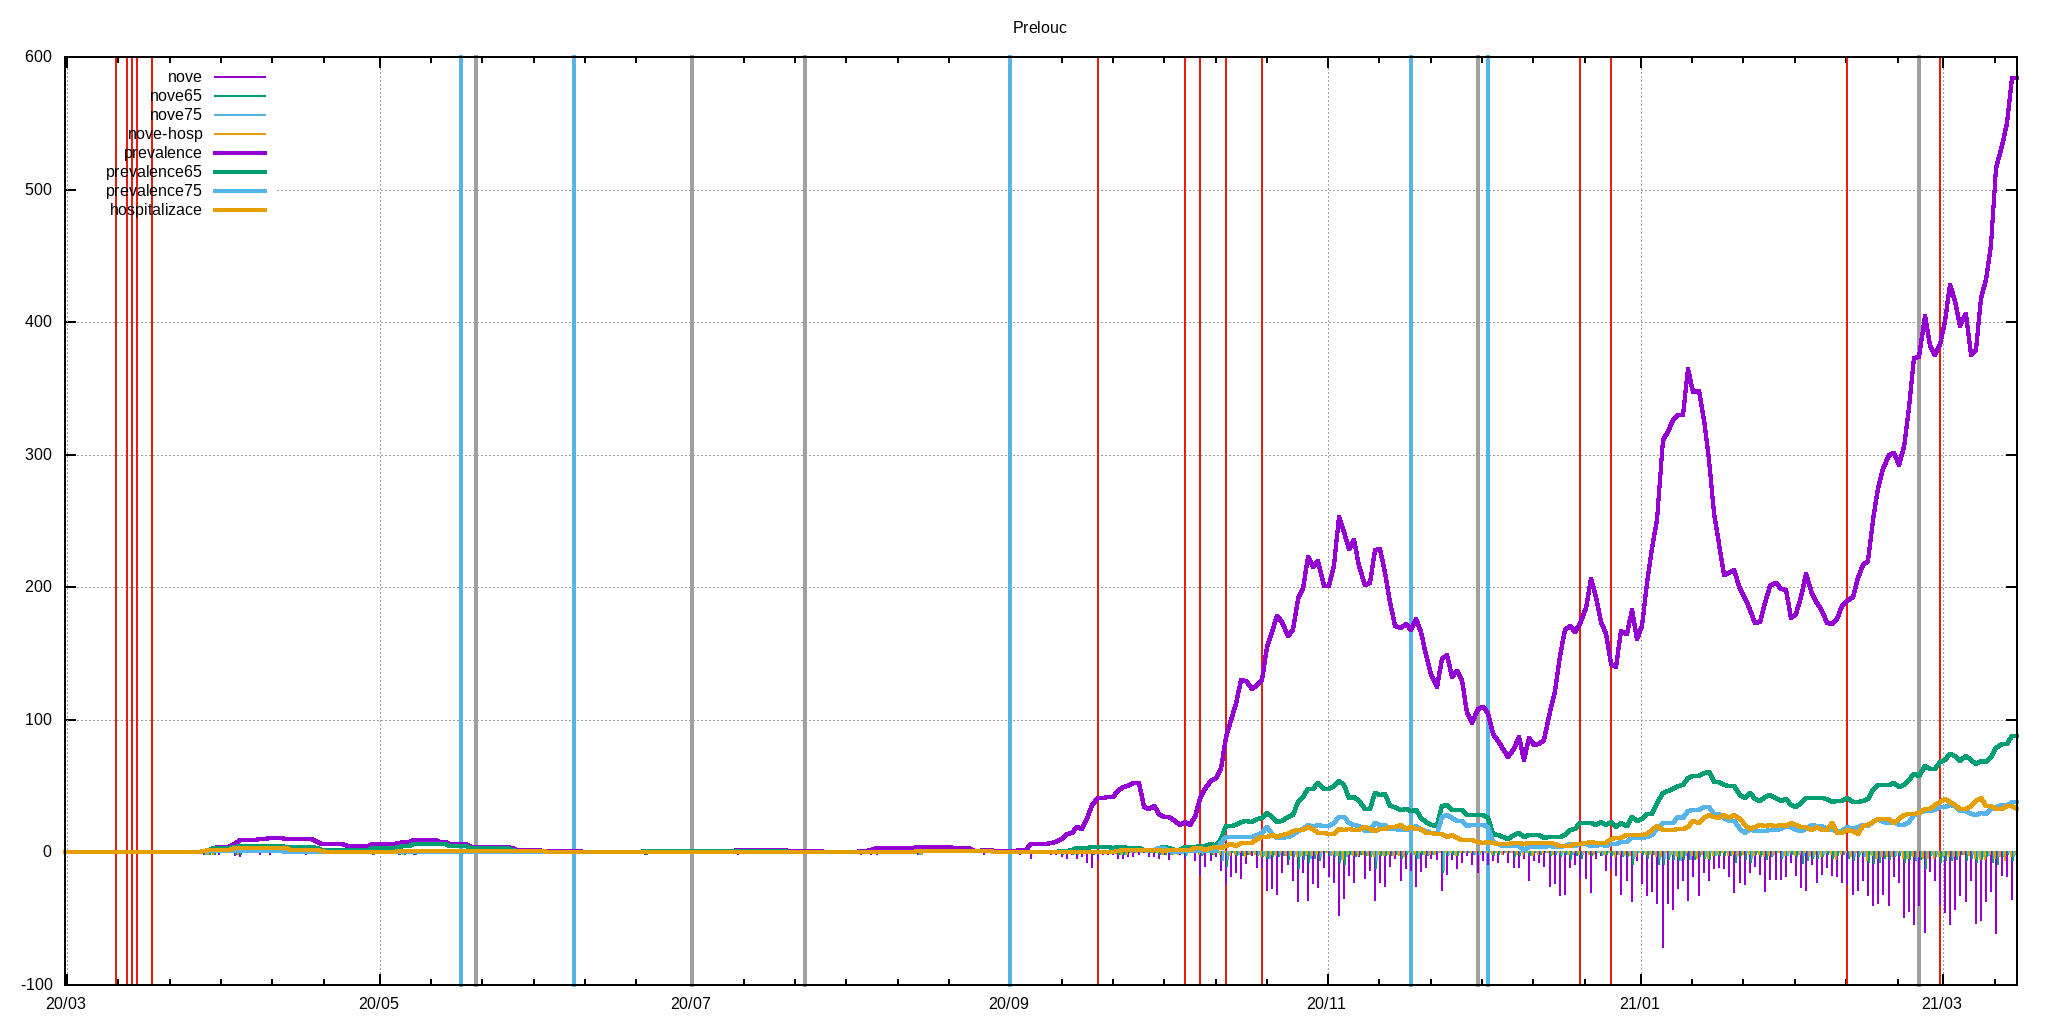 Prelouc
600
500
400
300
200
100
0
-100
nove
nove65
nove75
nove-hosp
prevalence
prevalence65
prevalence75
hospitalizace
20/03 20/05 20/07 20/09 20/11 21/01 21/03